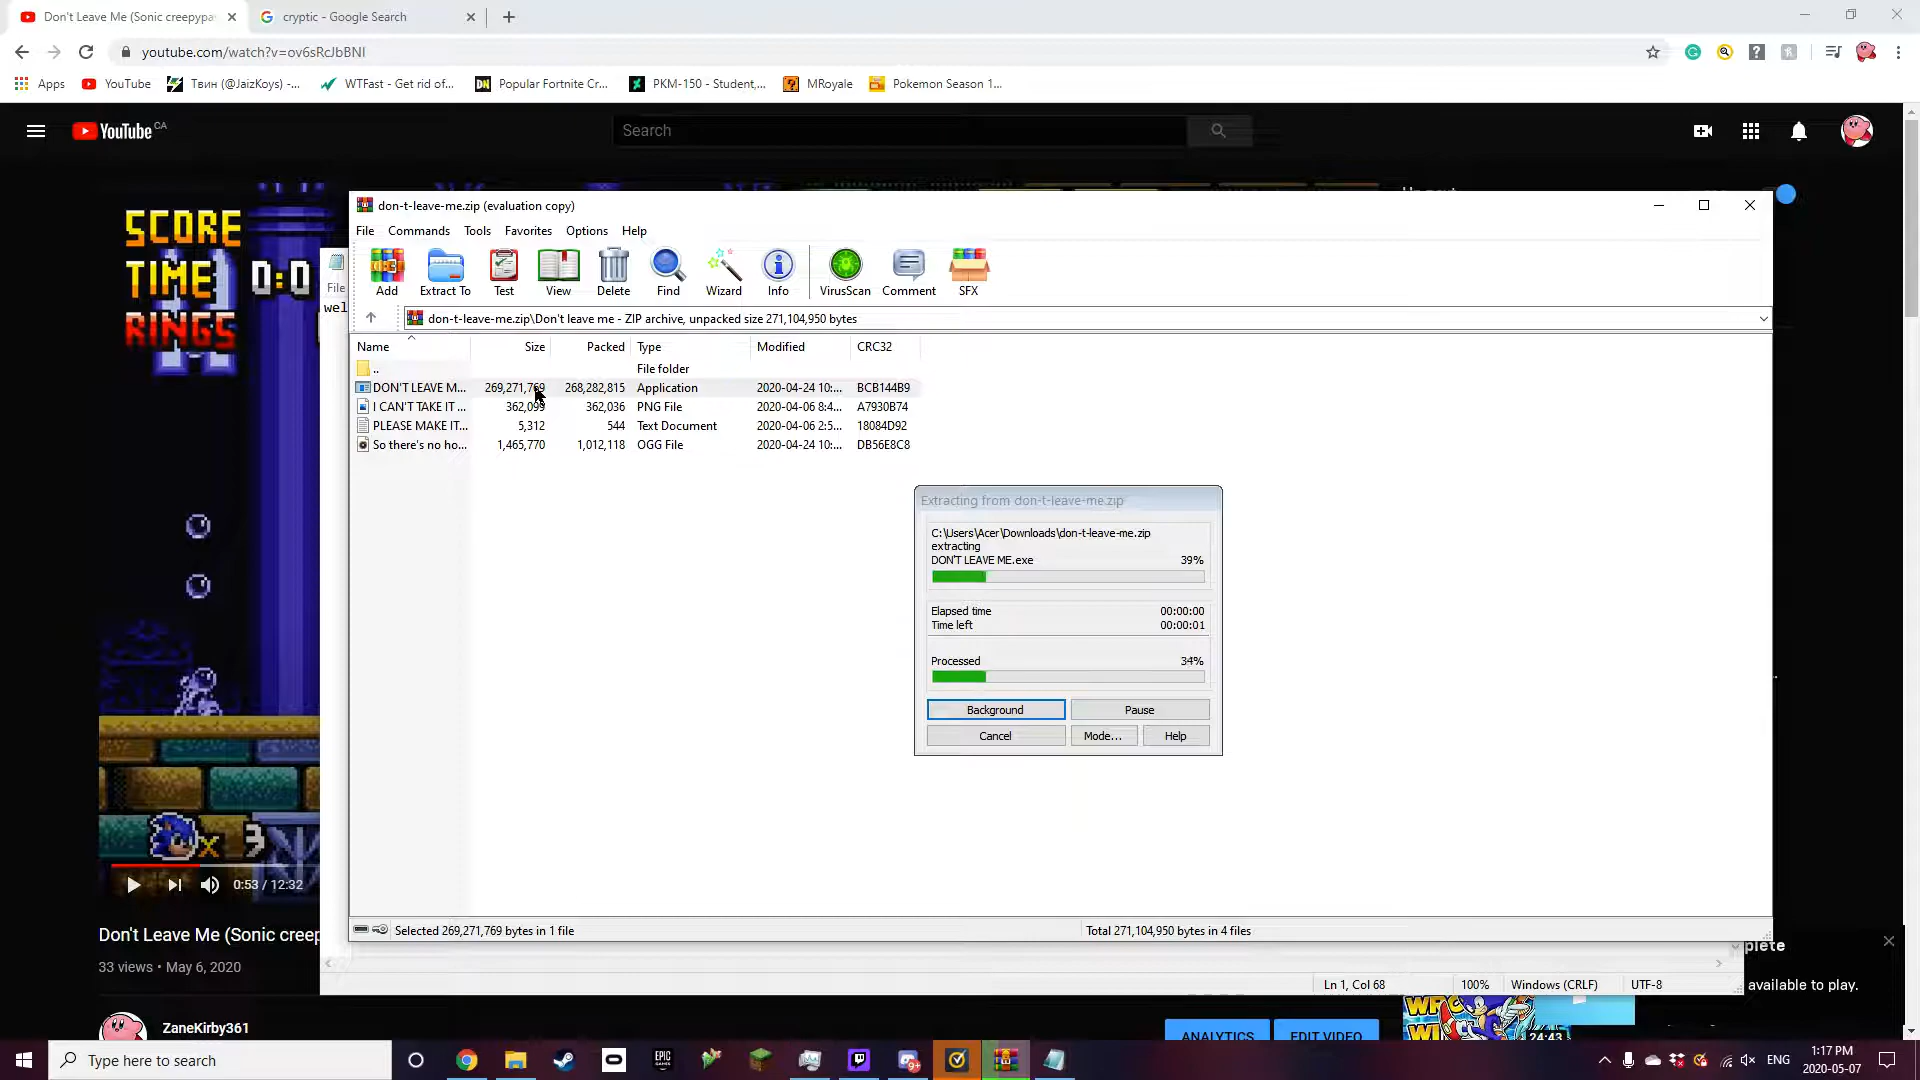 Don't Leave Me (Sonic creepypa
cryptic - Google Search
youtube.com/watch?v=ov6sRcJbBNI
Apps
YouTube
Твин (@JaizKoys) -...
WTFast - Get rid of...
DN
Popular Fortnite Cr...
PKM-150 - Student,...
MRoyale
Pokemon Season 1...
YouTube CA
Search
SCORE
TIME 0:0
RINGS
don-t-leave-me.zip (evaluation copy)
File Commands Tools Favorites Options Help
Add Extract To Test View Delete Find Wizard Info VirusScan Comment SFX
File
wel
don-t-leave-me.zip\Don't leave me - ZIP archive, unpacked size 271,104,950 bytes
Name Size Packed Type Modified CRC32
.. File folder
DON'T LEAVE M... 269,271,769 268,282,815 Application 2020-04-24 10:... BCB144B9
I CAN'T TAKE IT ... 362,099 362,036 PNG File 2020-04-06 8:4... A7930B74
PLEASE MAKE IT... 5,312 544 Text Document 2020-04-06 2:5... 18084D92
So there's no ho... 1,465,770 1,012,118 OGG File 2020-04-24 10:... DB56E8C8
Extracting from don-t-leave-me.zip
C:\Users\Acer\Downloads\don-t-leave-me.zip
extracting
DON'T LEAVE ME.exe 39%
Elapsed time 00:00:00
Time left 00:00:01
Processed 34%
Background Pause
Cancel Mode... Help
x 3
0:53 / 12:32
Selected 269,271,769 bytes in 1 file
Total 271,104,950 bytes in 4 files
Don't Leave Me (Sonic creep
33 views • May 6, 2020
plete
available to play.
Ln 1, Col 68 100% Windows (CRLF) UTF-8
ZaneKirby361
ANALYTICS EDIT VIDEO
24:43
Type here to search
EPIC GAMES
9+
ENG
1:17 PM
2020-05-07